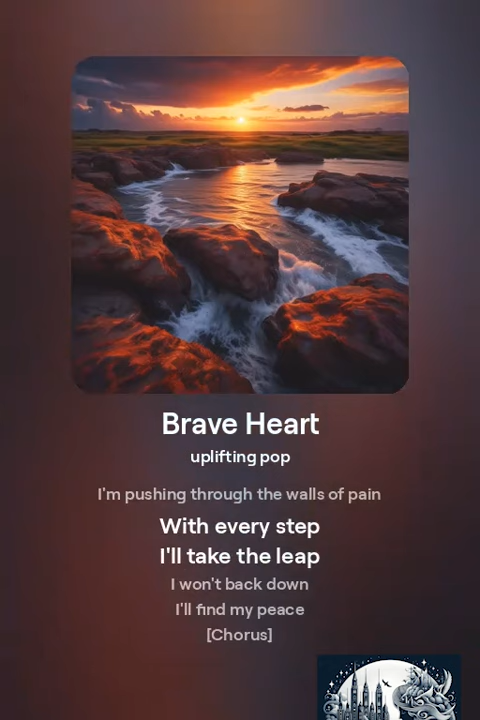 Brave Heart
uplifting pop
I'm pushing through the walls of pain
With every step
I'll take the leap
I won't back down
I'll find my peace
[Chorus]